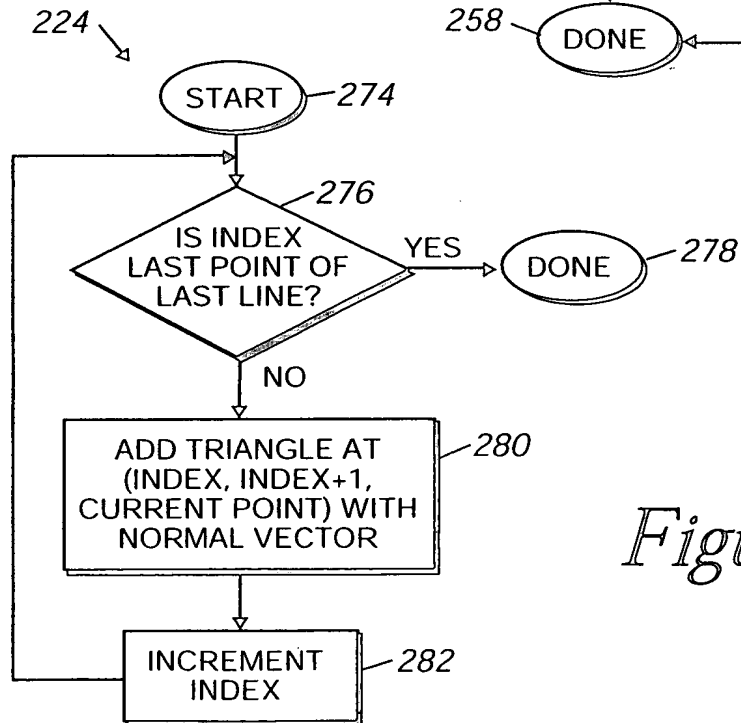 224
258
DONE
START
274
276
IS INDEX
LAST POINT OF
LAST LINE?
YES
DONE
278
NO
ADD TRIANGLE AT
(INDEX, INDEX+1,
CURRENT POINT) WITH
NORMAL VECTOR
280
INCREMENT
INDEX
282